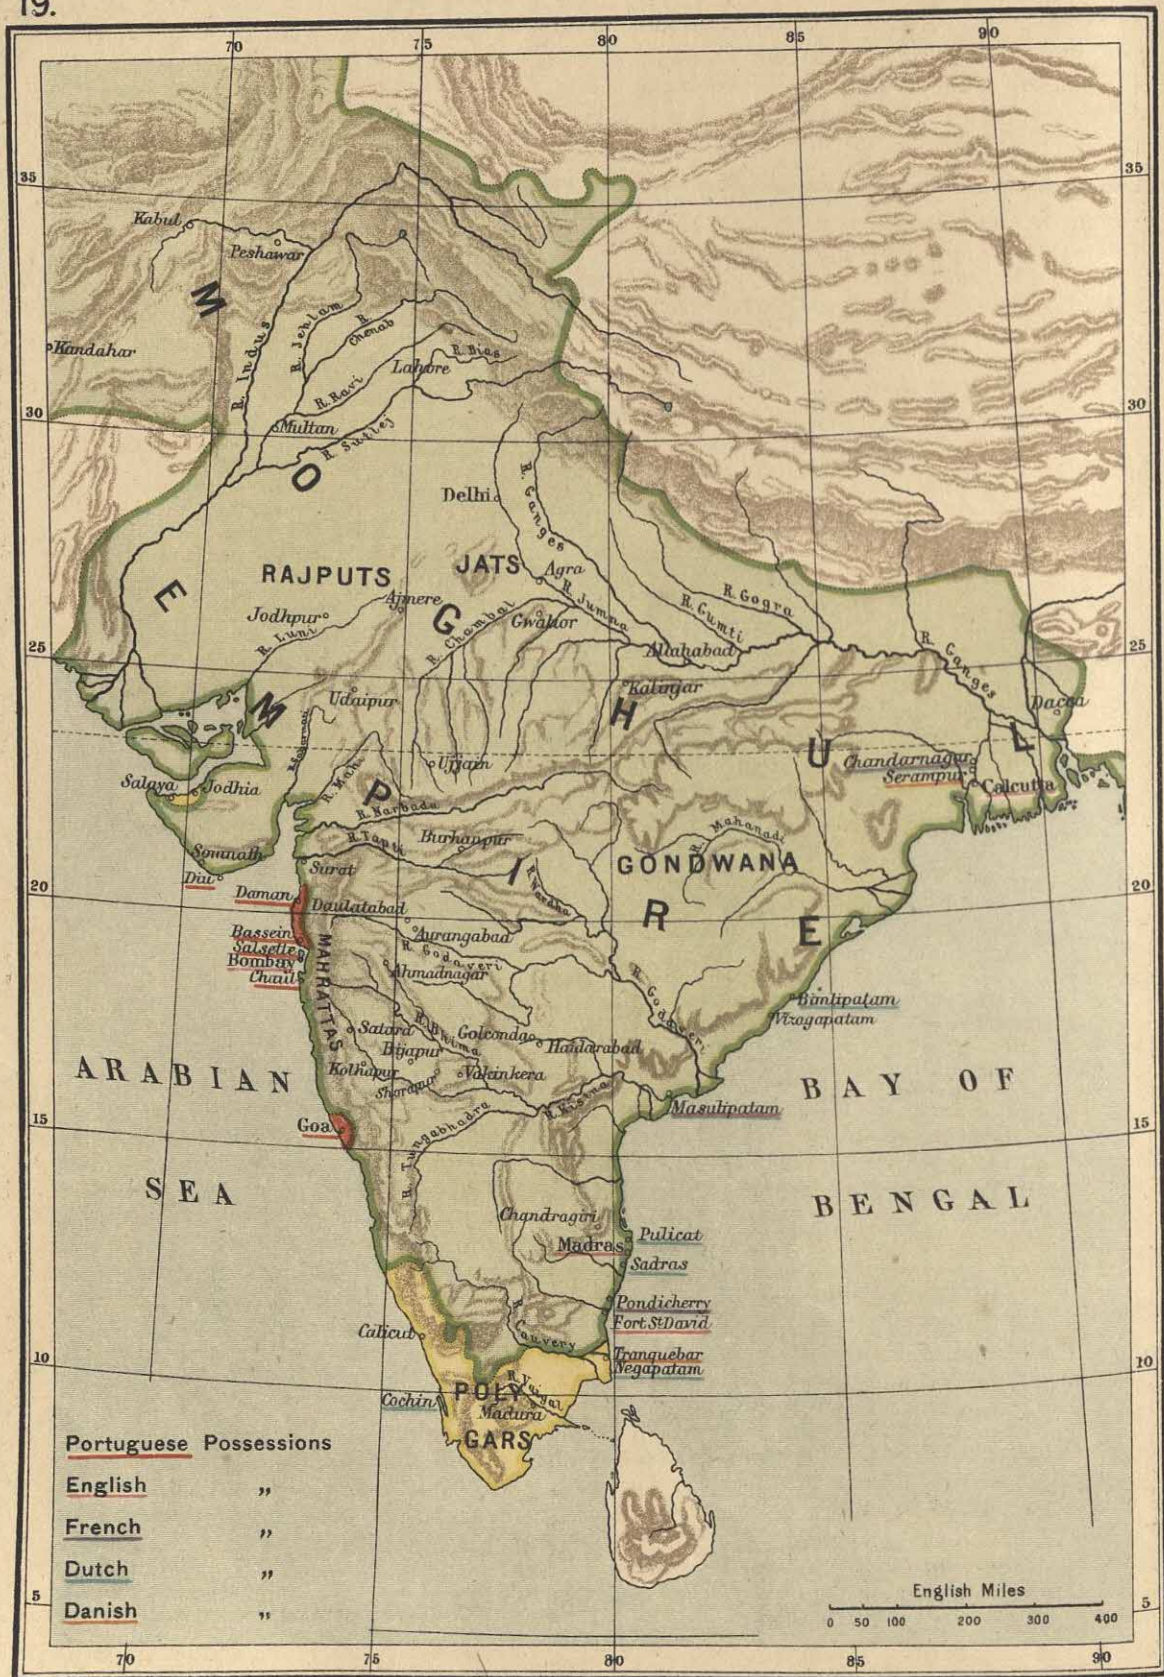 19.
70 75 80 85 90
35 35
Kabul
Peshawar
M
Kandahar
R. Indus
R. Jehlam
R. Chenab
R. Bias
Lahore
R. Ravi
30 30
Multan
R. Sutlej
O
Delhi
R. Ganges
RAJPUTS
JATS
Agra
E
Ajmere
G
R. Jumna
R. Gogra
R. Gumti
Jodhpur
R. Luni
R. Chambal
Gwalior
Allahabad
R. Ganges
25 25
Kalinjar
Udaipur
M
H
Dacca
U
L
Ujjain
Chandarnagar
Serampur
Calcutta
Salaya
Jodhia
R. Mahi
P
R. Narbada
R. Tapti
Burhanpur
R. Mahanadi
Somnath
Diu
Surat
I
GONDWANA
R. Wardha
20 20
Daman
Daulatabad
R
E
Bassein
Salsette
Bombay
Chaul
MAHRATTAS
Aurangabad
R. Godaveri
Ahmadnagar
R. Godaveri
Bimlipatam
Vizagapatam
Satara
R. Bhima
Golconda
Haidarabad
Bijapur
Kolhapur
Vakinkera
Shorapur
ARABIAN
SEA
BAY OF
BENGAL
R. Kistna
Masulipatam
Goa
R. Tungabhadra
15 15
Chandragiri
Madras
Pulicat
Sadras
Pondicherry
Fort St David
R. Cauvery
Calicut
Tranquebar
Negapatam
10 10
R. Vaigai
Cochin
POLY
Madura
GARS
Portuguese Possessions
English „
French „
Dutch „
Danish „
English Miles
0 50 100 200 300 400
5 5
70 75 80 85 90